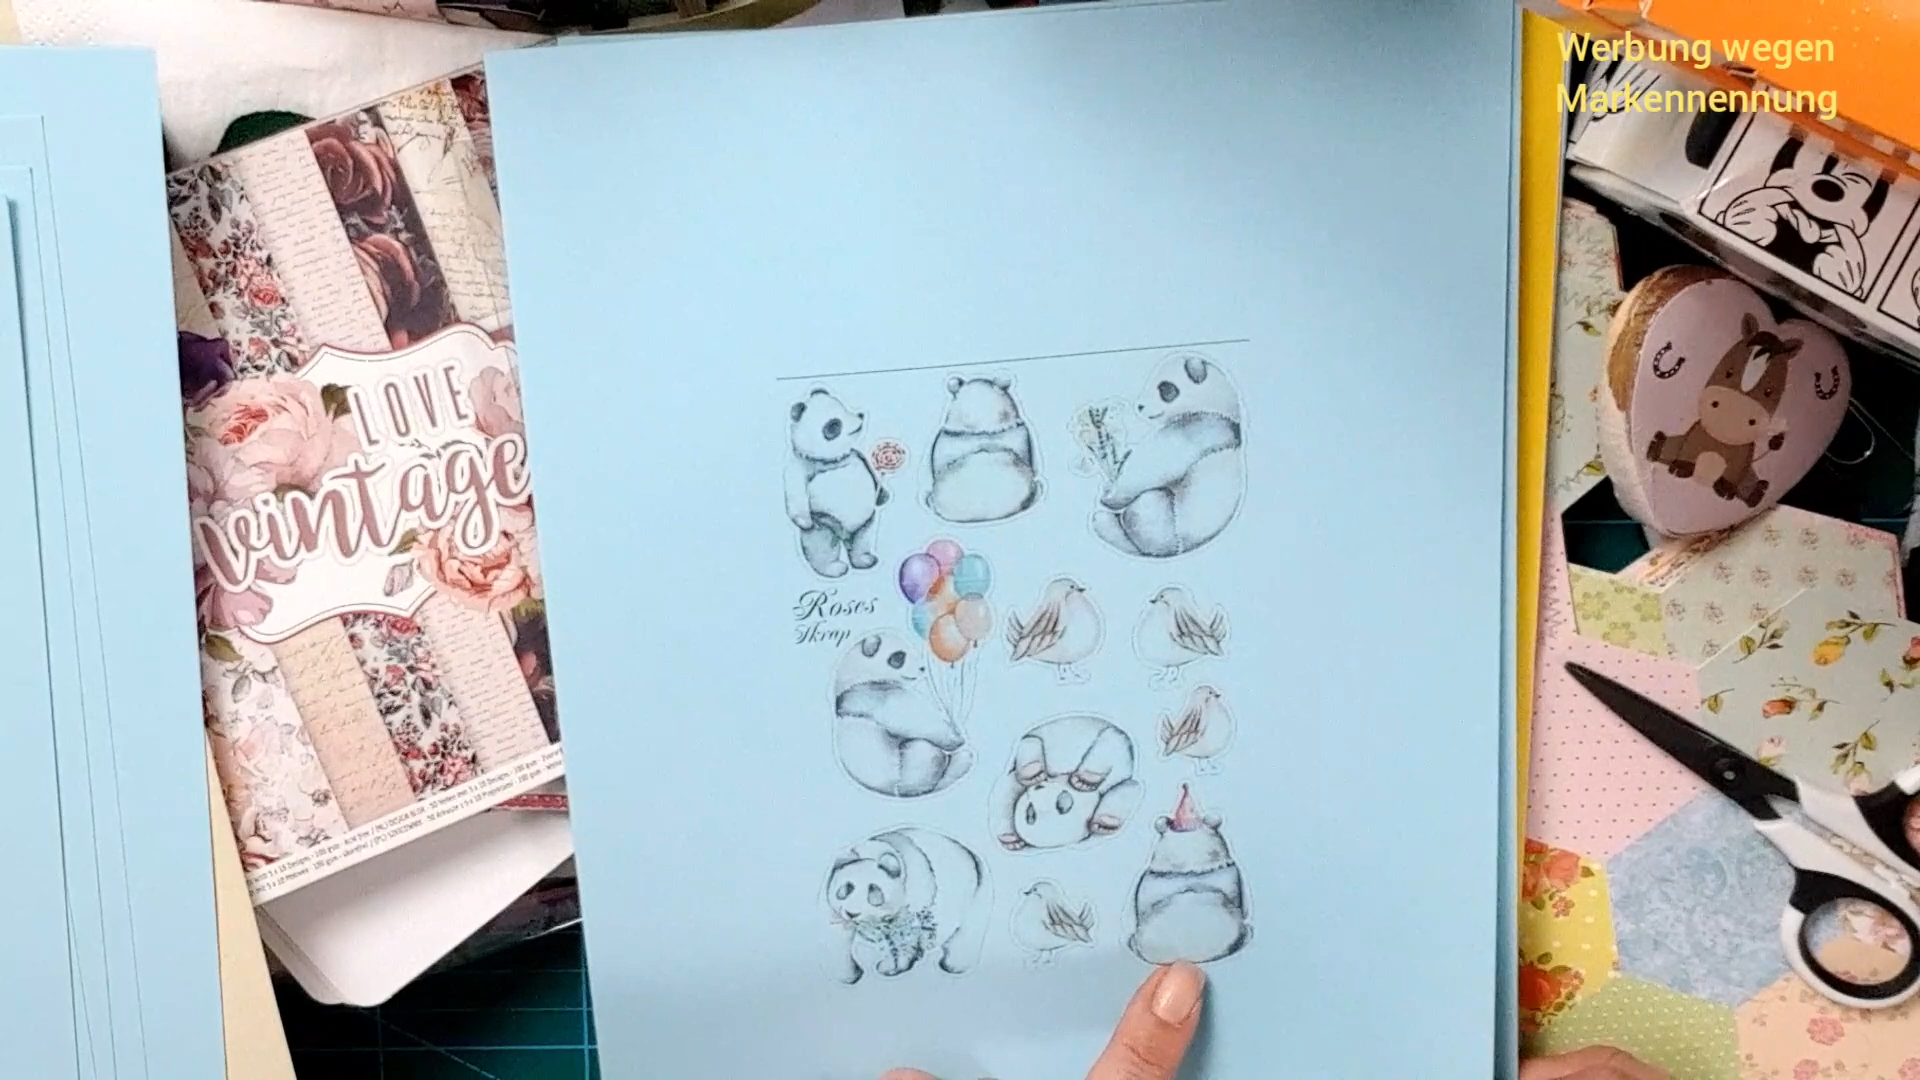 Werbung wegen
Markennennung
LOVE
vintage
Roses
Skrap